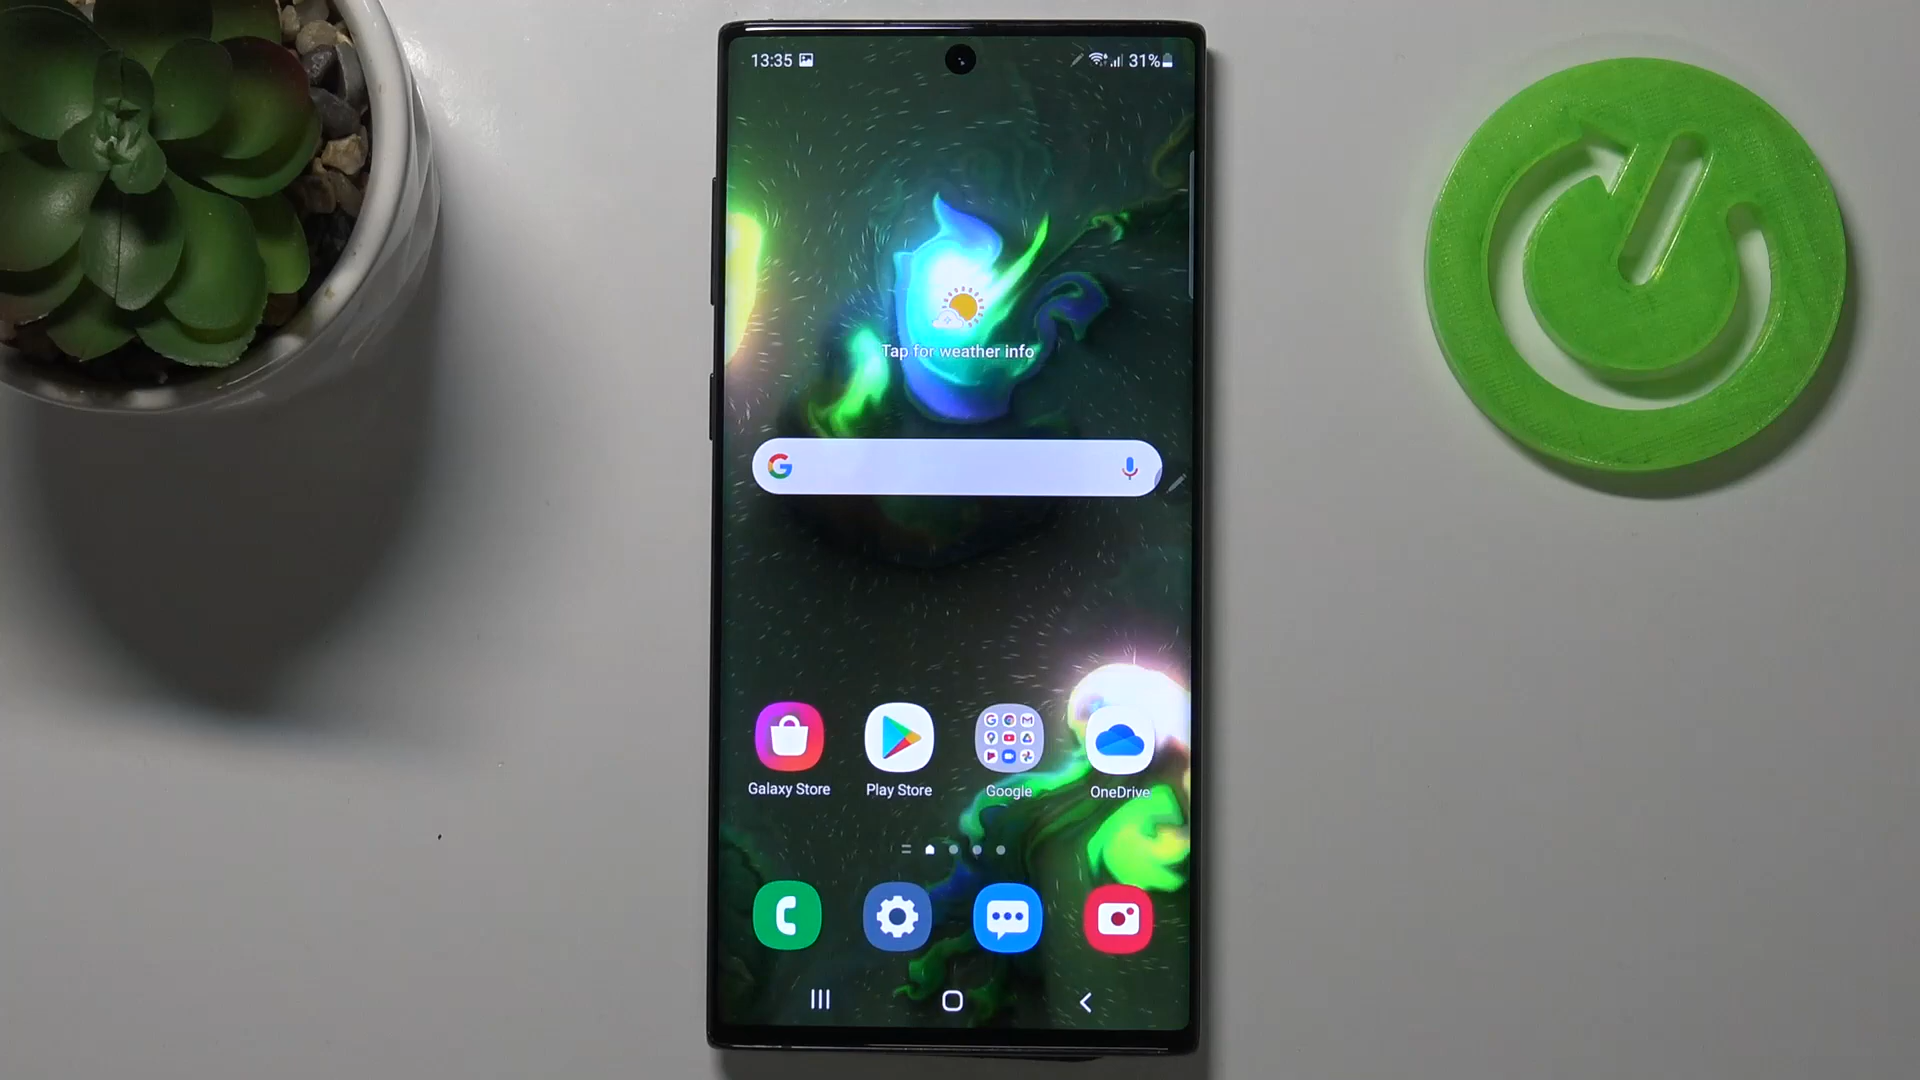 13:35
31%
Tap for weather info
Galaxy Store
Play Store
Google
OneDrive